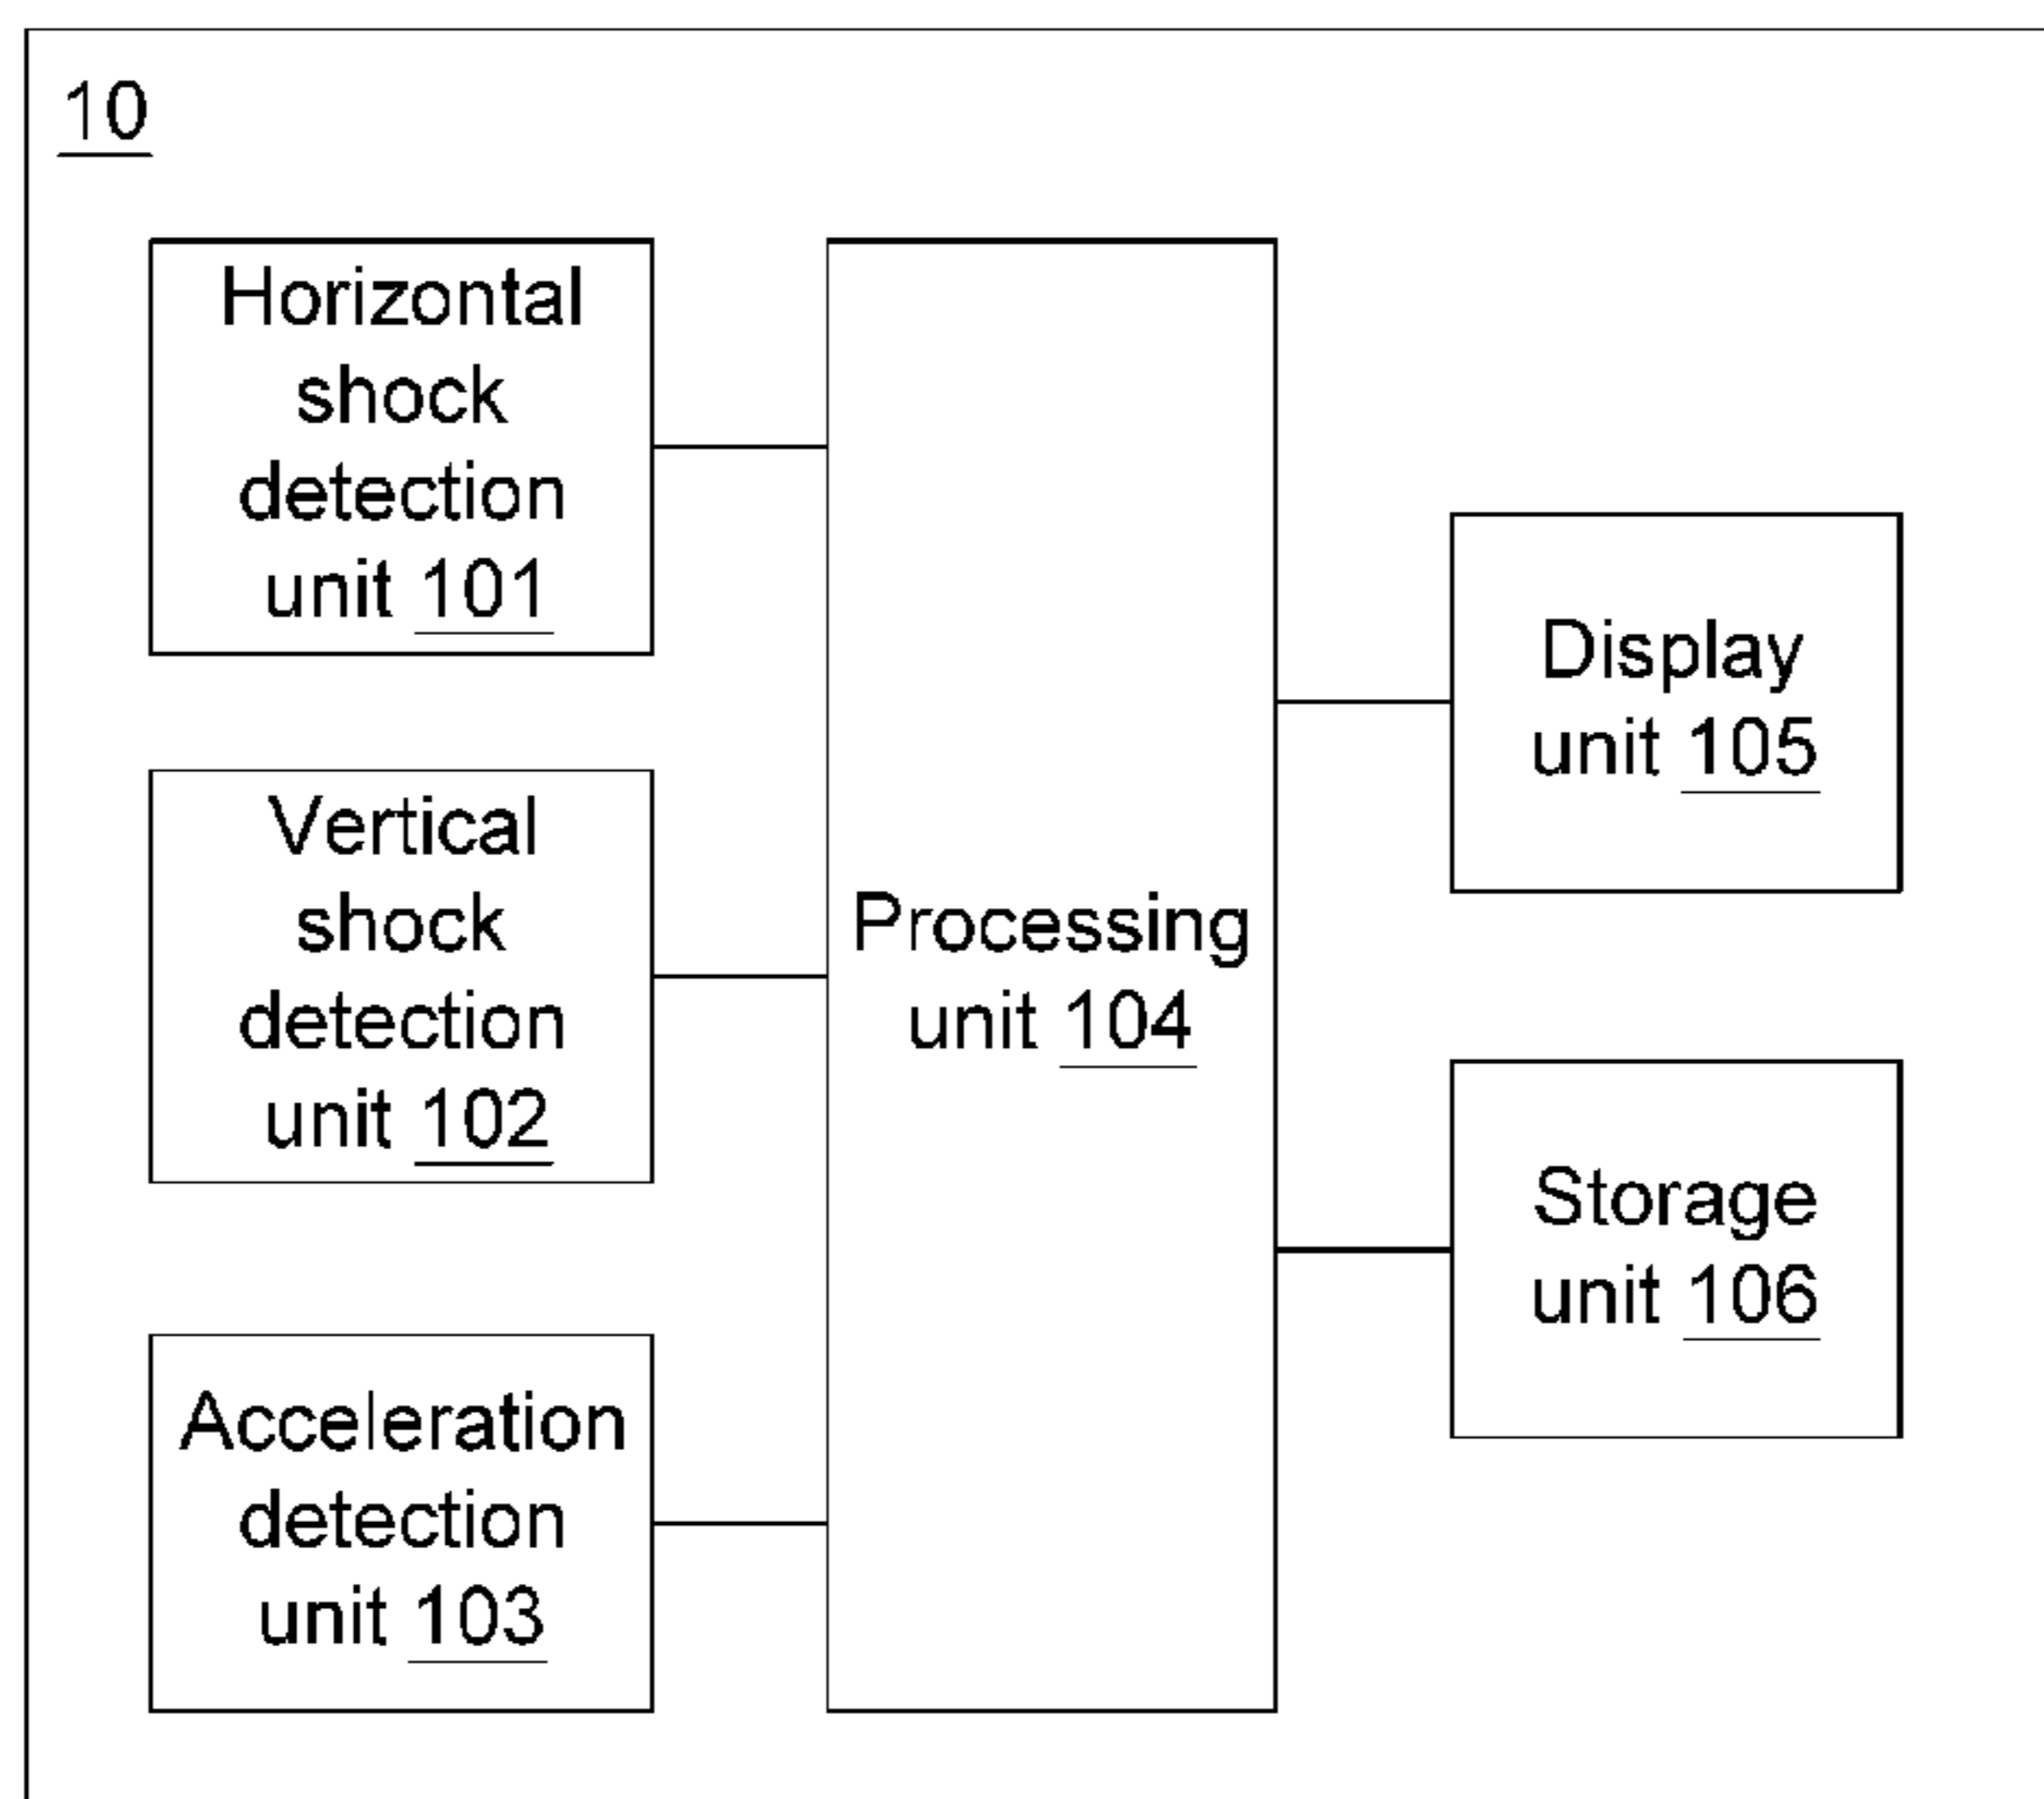 10
Horizontal
shock
detection
unit 101
Vertical
shock
detection
unit 102
Acceleration
detection
unit 103
Processing
unit 104
Display
unit 105
Storage
unit 106